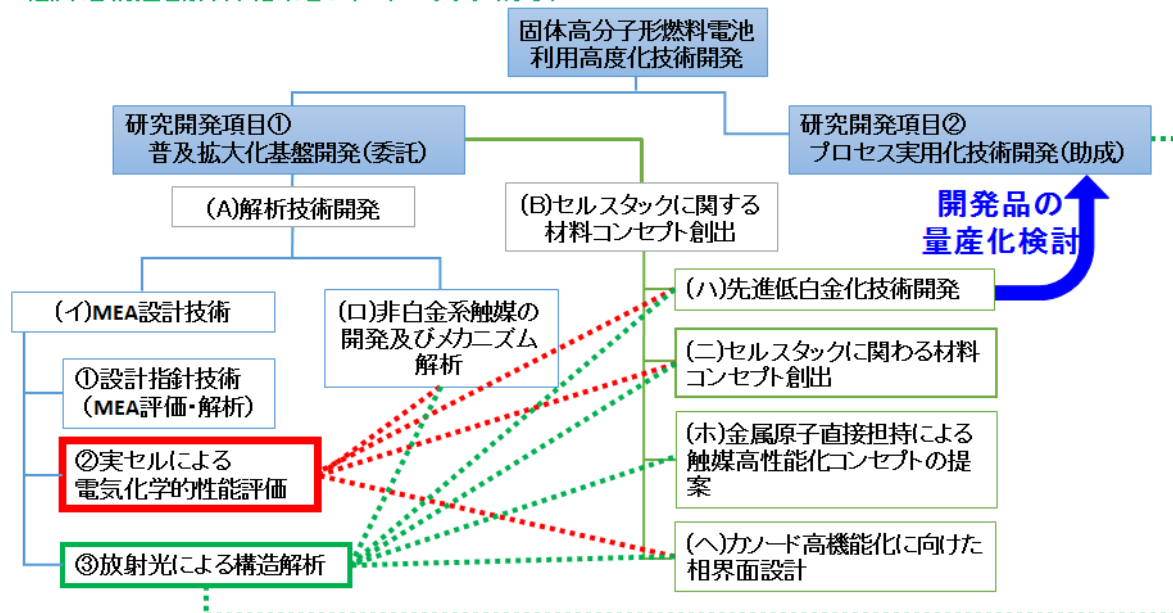 固体高分子形燃料電池
利用高度化技術開発
研究開発項目①
普及拡大化基盤開発(委託)
研究開発項目②
プロセス実用化技術開発(助成)
(A)解析技術開発
(B)セルスタックに関する
材料コンセプト創出
開発品の
量産化検討
(イ)MEA設計技術
(ロ)非白金系触媒の
開発及びメカニズム
解析
(ハ)先進低白金化技術開発
①設計指針技術
(MEA評価・解析)
(ニ)セルスタックに関わる材料
コンセプト創出
②実セルによる
電気化学的性能評価
(ホ)金属原子直接担持による
触媒高性能化コンセプトの提
案
③放射光による構造解析
(ヘ)カソード高機能化に向けた
相界面設計